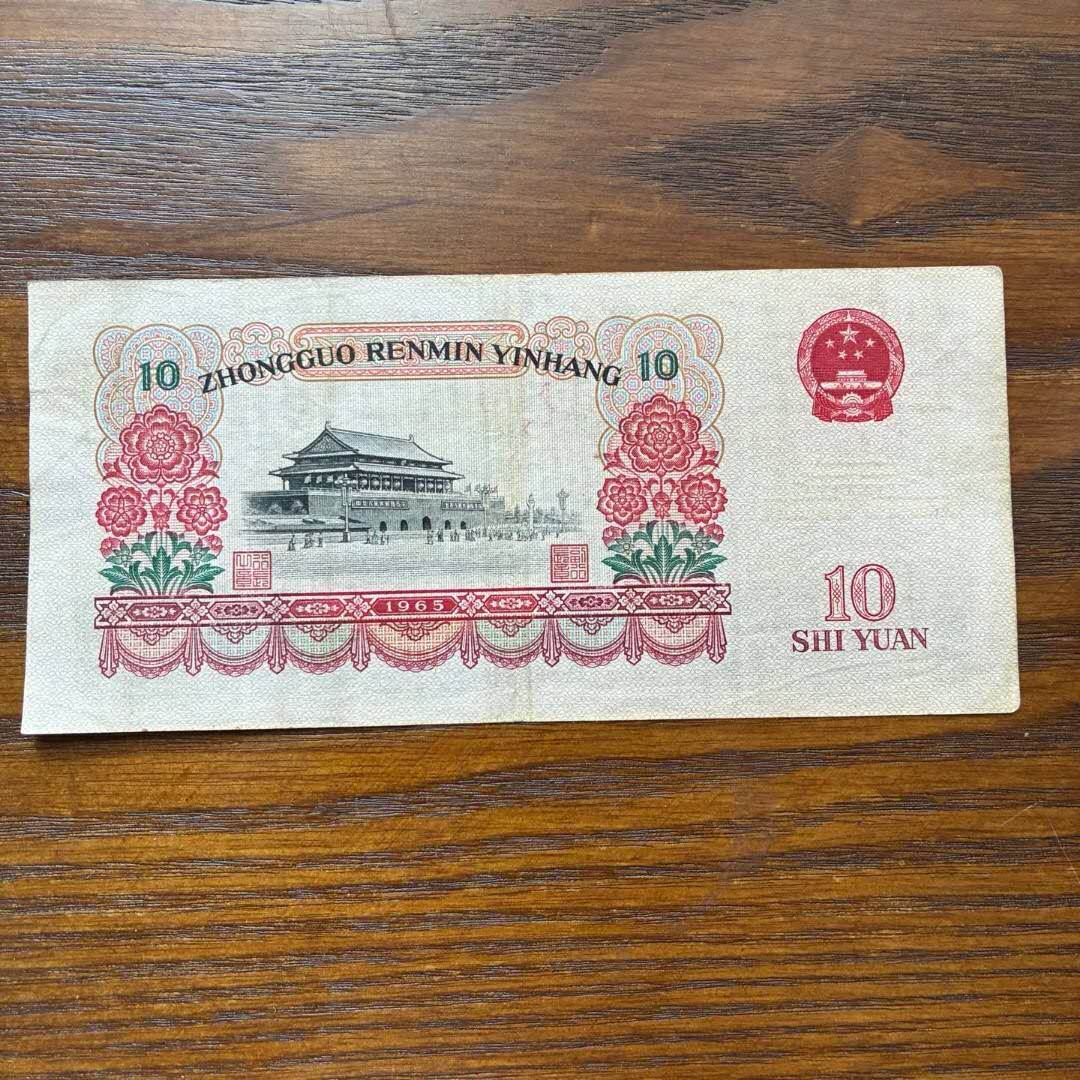 10 ZHONGGUO RENMIN YINHANG 10
1965
10
SHI YUAN